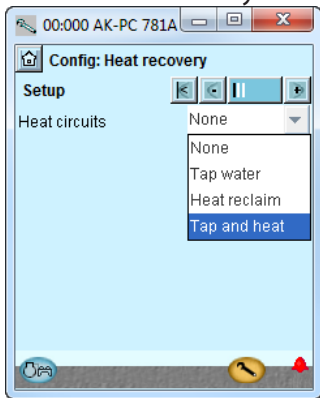 00:000 AK-PC 781A
Config: Heat recovery
Setup
Heat circuits None
None
Tap water
Heat reclaim
Tap and heat